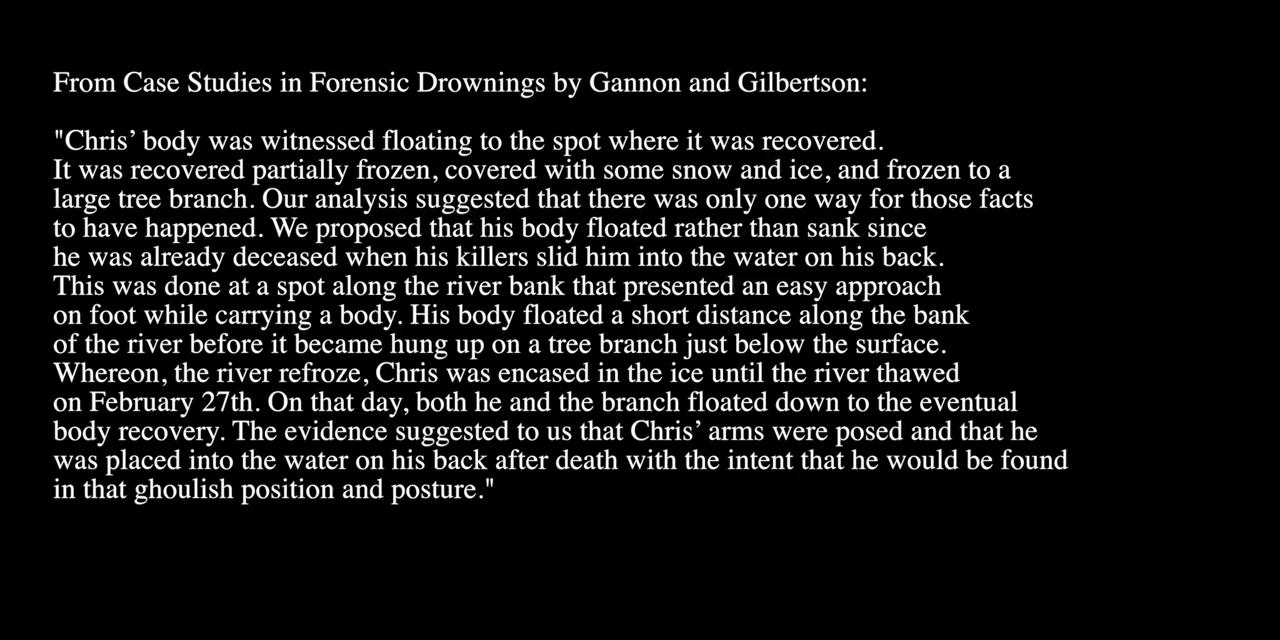 From Case Studies in Forensic Drownings by Gannon and Gilbertson:
"Chris’ body was witnessed floating to the spot where it was recovered.
It was recovered partially frozen, covered with some snow and ice, and frozen to a
large tree branch. Our analysis suggested that there was only one way for those facts
to have happened. We proposed that his body floated rather than sank since
he was already deceased when his killers slid him into the water on his back.
This was done at a spot along the river bank that presented an easy approach
on foot while carrying a body. His body floated a short distance along the bank
of the river before it became hung up on a tree branch just below the surface.
Whereon, the river refroze, Chris was encased in the ice until the river thawed
on February 27th. On that day, both he and the branch floated down to the eventual
body recovery. The evidence suggested to us that Chris’ arms were posed and that he
was placed into the water on his back after death with the intent that he would be found
in that ghoulish position and posture."